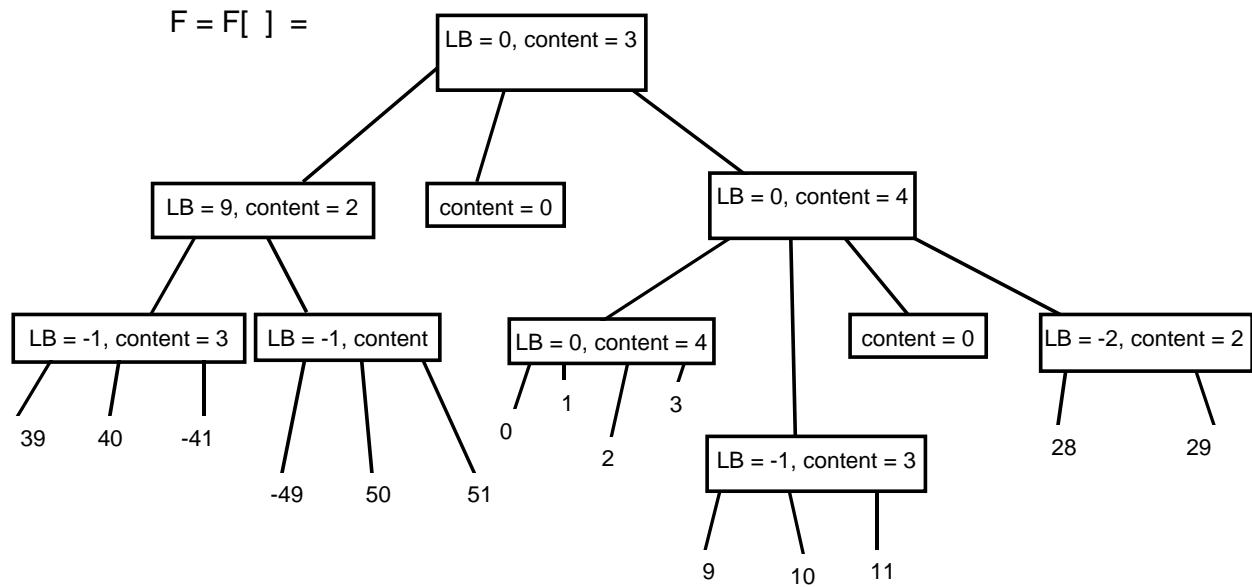 F = F[ ] =
LB = 0, content = 3
LB = 9, content = 2
content = 0
LB = 0, content = 4
LB = -1, content = 3
LB = -1, content
LB = 0, content = 4
content = 0
LB = -2, content = 2
39
40
-41
-49
50
51
0
1
2
3
LB = -1, content = 3
28
29
9
10
11